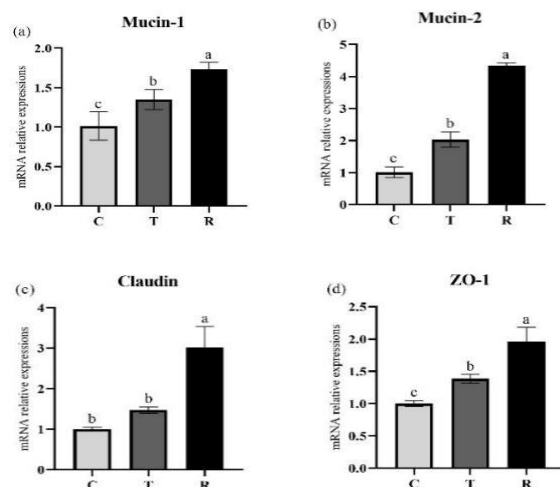 (a)
Mucin-1
mRNA relative expressions
2.0
1.5
1.0
0.5
0.0
c
b
a
C T R
(b)
Mucin-2
mRNA relative expressions
5
4
3
2
1
0
c
b
a
C T R
(c)
Claudin
mRNA relative expressions
4
3
2
1
0
b
b
a
C T R
(d)
ZO-1
mRNA relative expressions
2.5
2.0
1.5
1.0
0.5
0.0
c
b
a
C T R